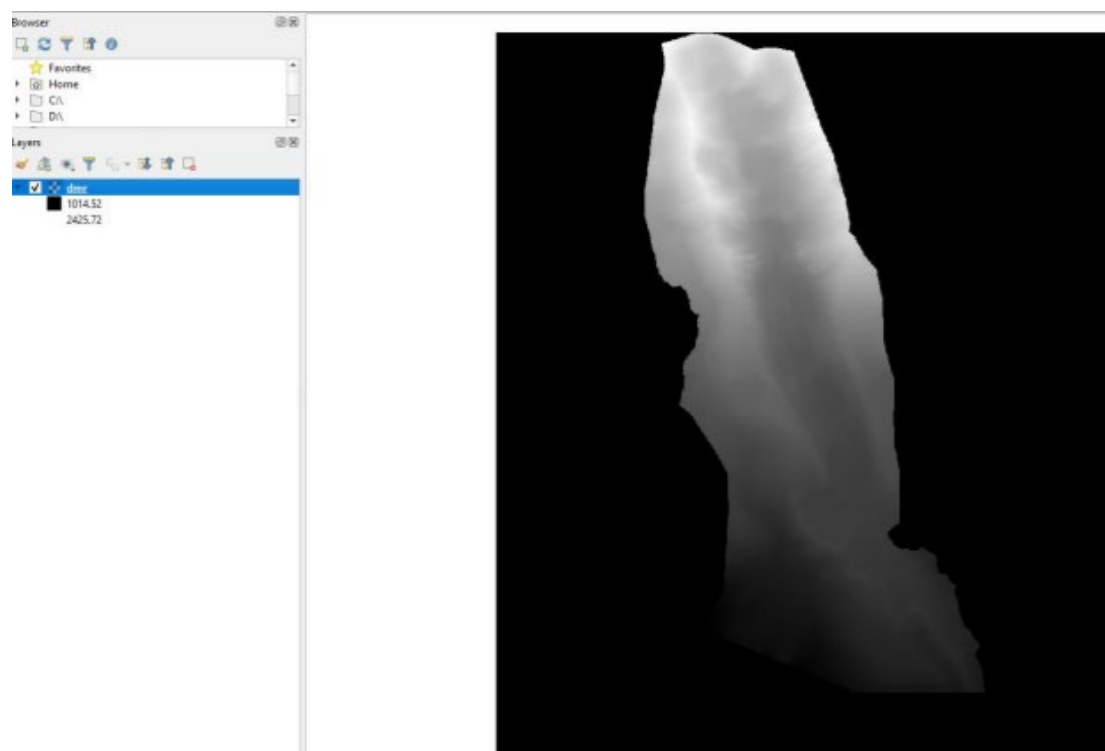 Browser
Favorites
Home
C:\
D:\
Layers
dmr
1014.52
2425.72